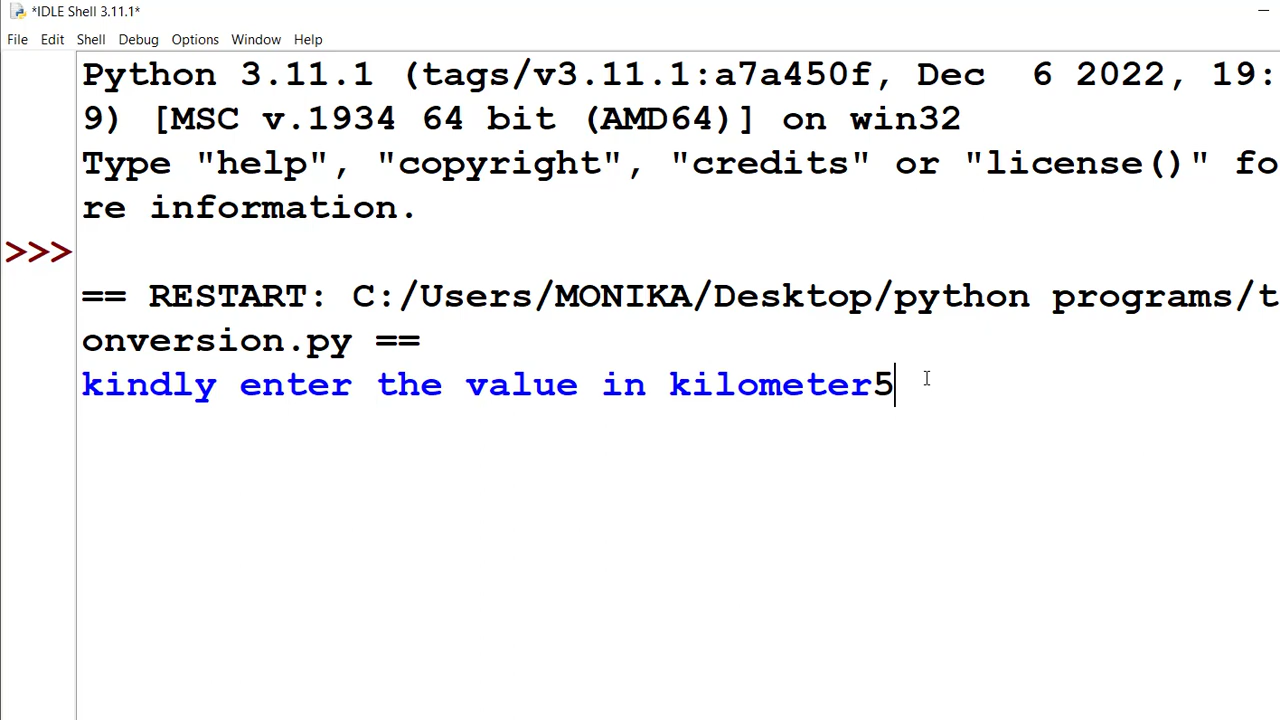 *IDLE Shell 3.11.1*
File Edit Shell Debug Options Window Help
Python 3.11.1 (tags/v3.11.1:a7a450f, Dec  6 2022, 19:
9) [MSC v.1934 64 bit (AMD64)] on win32
Type "help", "copyright", "credits" or "license()" fo
re information.
>>>
== RESTART: C:/Users/MONIKA/Desktop/python programs/t
onversion.py ==
kindly enter the value in kilometer5